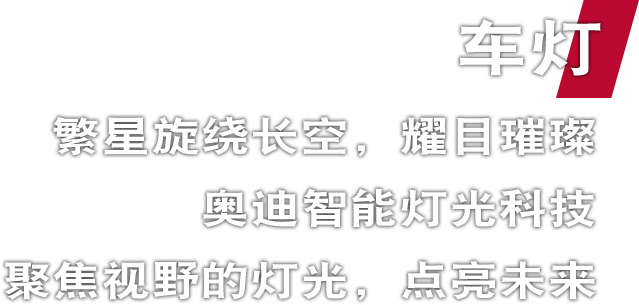 车灯
繁星旋绕长空，耀目璀璨
奥迪智能灯光科技
聚焦视野的灯光，点亮未来